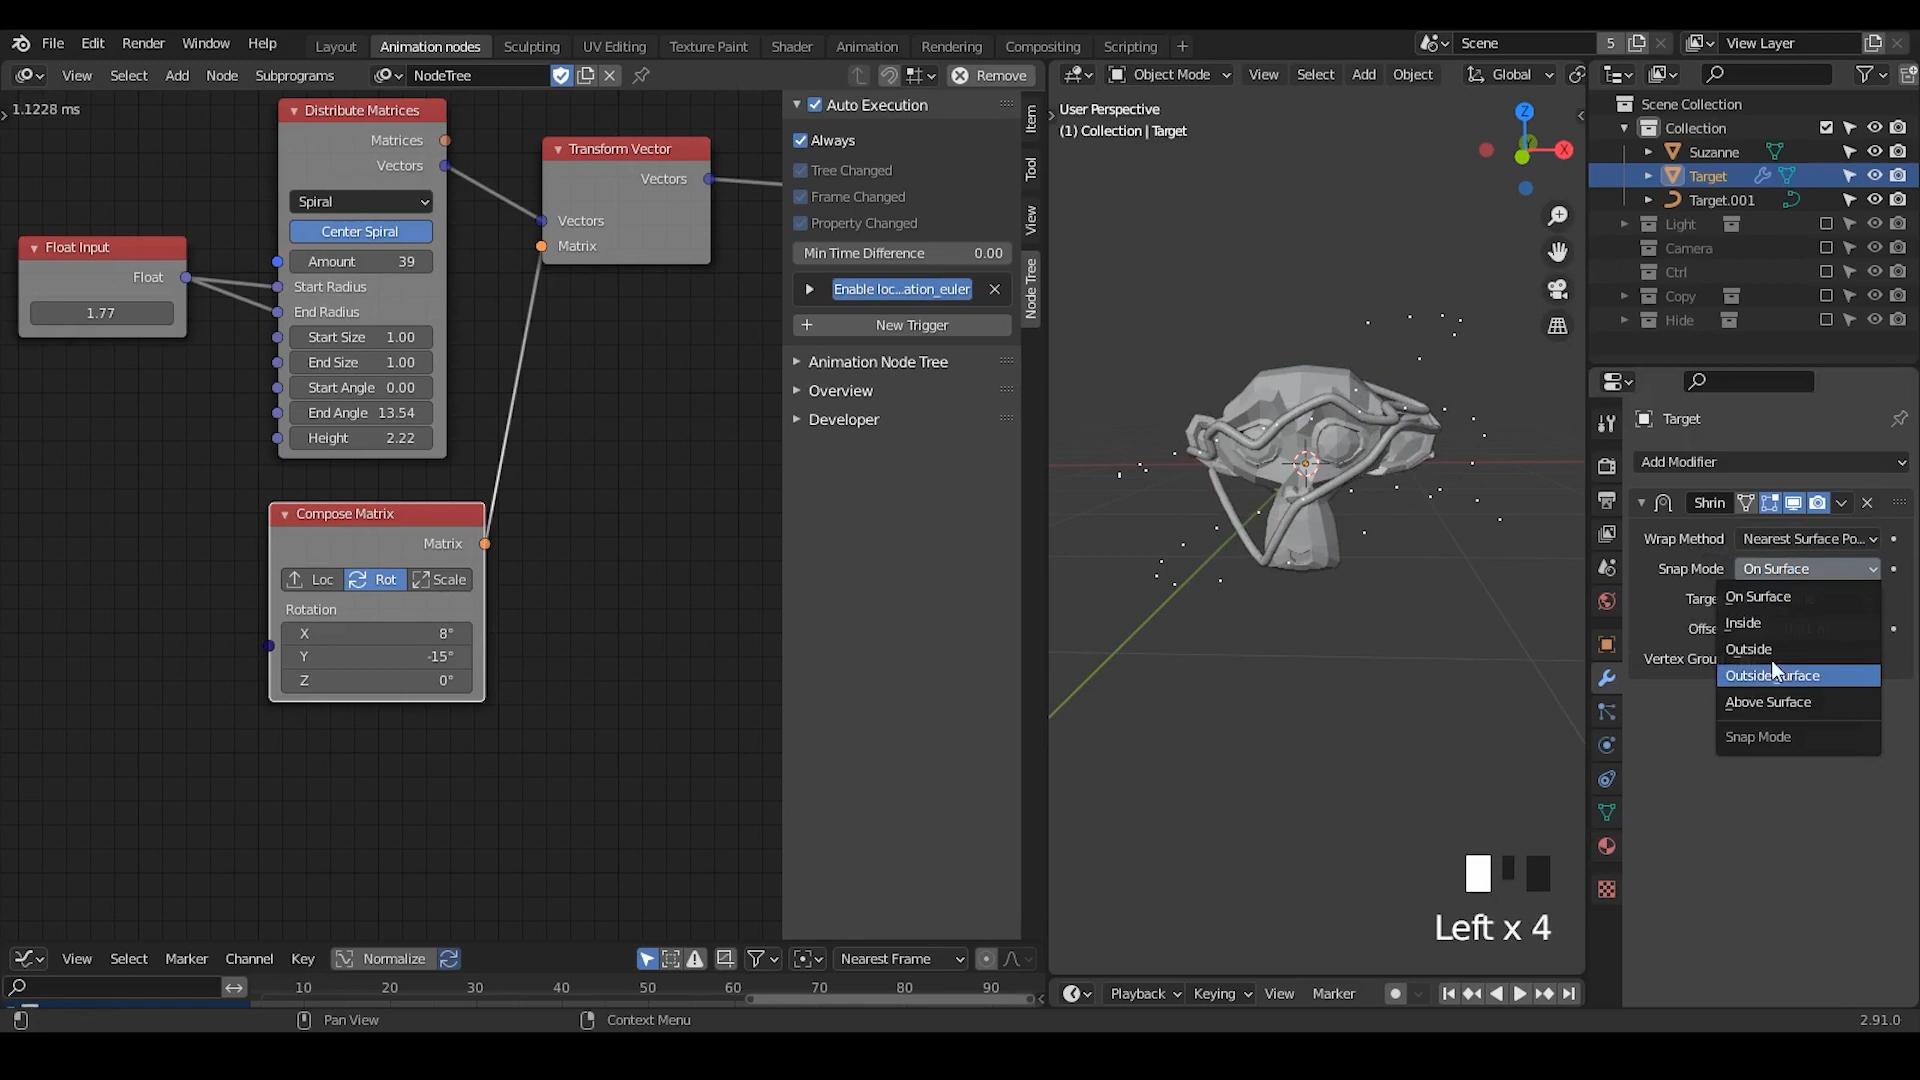 File Edit Render Window Help Layout Animation nodes Sculpting UV Editing Texture Paint Shader Animation Rendering Compositing Scripting + Scene 5 View Layer
View Select Add Node Subprograms NodeTree Remove Object Mode View Select Add Object Global
1.1228 ms
Distribute Matrices
Matrices
Vectors
Spiral
Center Spiral
Amount 39
Start Radius
End Radius
Start Size 1.00
End Size 1.00
Start Angle 0.00
End Angle 13.54
Height 2.22
Float Input
Float
1.77
Transform Vector
Vectors
Vectors
Matrix
Compose Matrix
Matrix
Loc Rot Scale
Rotation
X 8°
Y -15°
Z 0°
Auto Execution
Always
Tree Changed
Frame Changed
Property Changed
Min Time Difference 0.00
Enable loc...ation_euler
New Trigger
Animation Node Tree
Overview
Developer
Item
Tool
View
Node Tree
User Perspective
(1) Collection | Target
Z
X
Left x 4
Scene Collection
Collection
Suzanne
Target
Target.001
Light
Camera
Ctrl
Copy
Hide
Target
Add Modifier
Shrin
Wrap Method Nearest Surface Po...
Snap Mode On Surface
Targe
Offse
Vertex Grou
On Surface
Inside
Outside
Outside Surface
Above Surface
Snap Mode
View Select Marker Channel Key Normalize Nearest Frame
10 20 30 40 50 60 70 80 90
Playback Keying View Marker
Pan View Context Menu 2.91.0